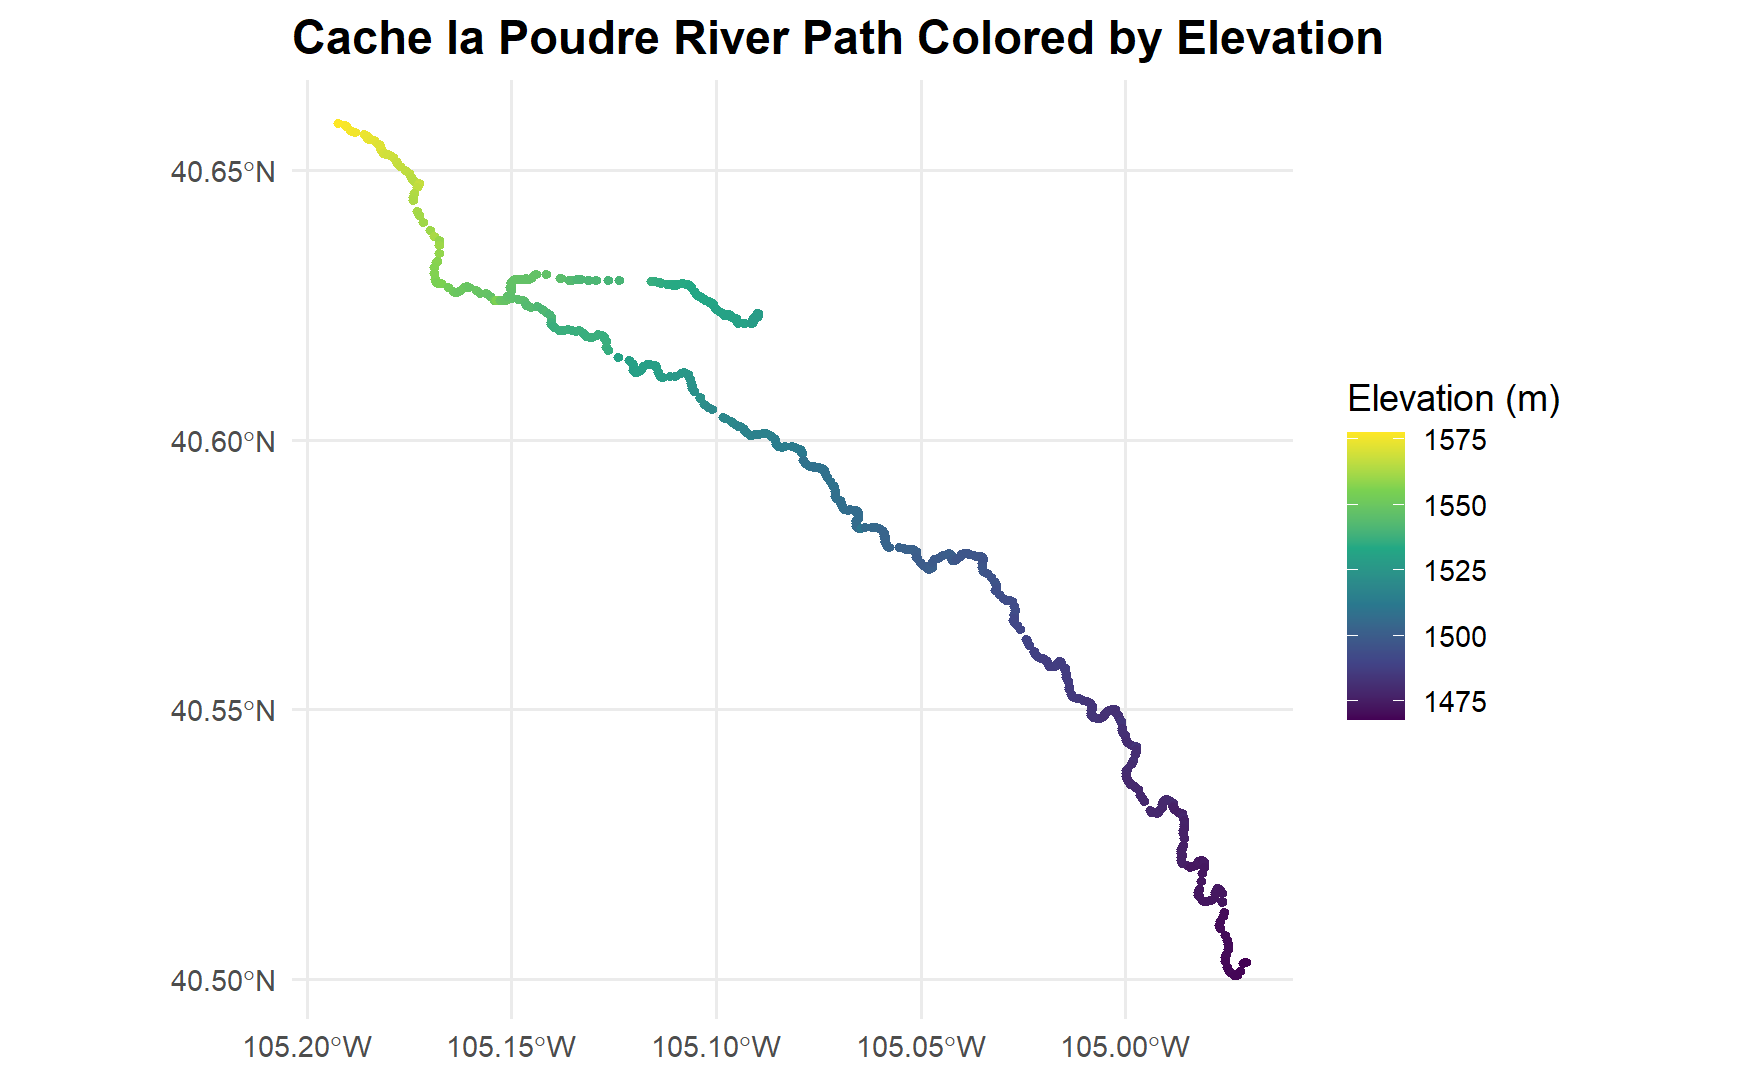 Cache la Poudre River Path Colored by Elevation
40.65°N
40.60°N
40.55°N
40.50°N
105.20°W
105.15°W
105.10°W
105.05°W
105.00°W
Elevation (m)
1575
1550
1525
1500
1475